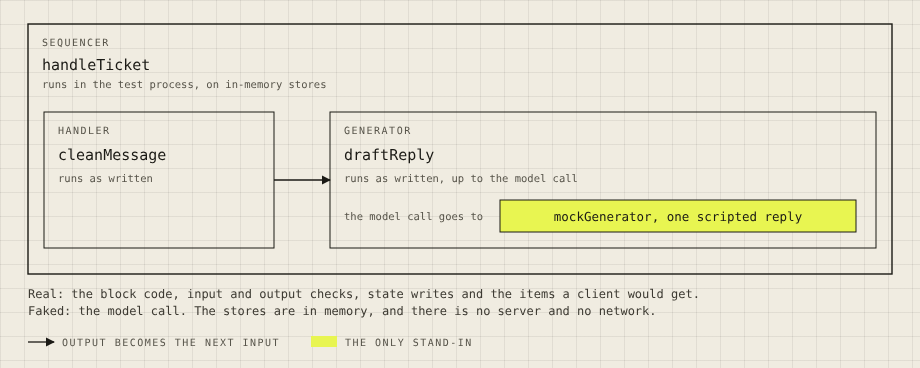 SEQUENCER
handleTicket
runs in the test process, on in-memory stores
HANDLER
cleanMessage
runs as written
GENERATOR
draftReply
runs as written, up to the model call
the model call goes to
mockGenerator, one scripted reply
Real: the block code, input and output checks, state writes and the items a client would get.
Faked: the model call. The stores are in memory, and there is no server and no network.
OUTPUT BECOMES THE NEXT INPUT
THE ONLY STAND-IN